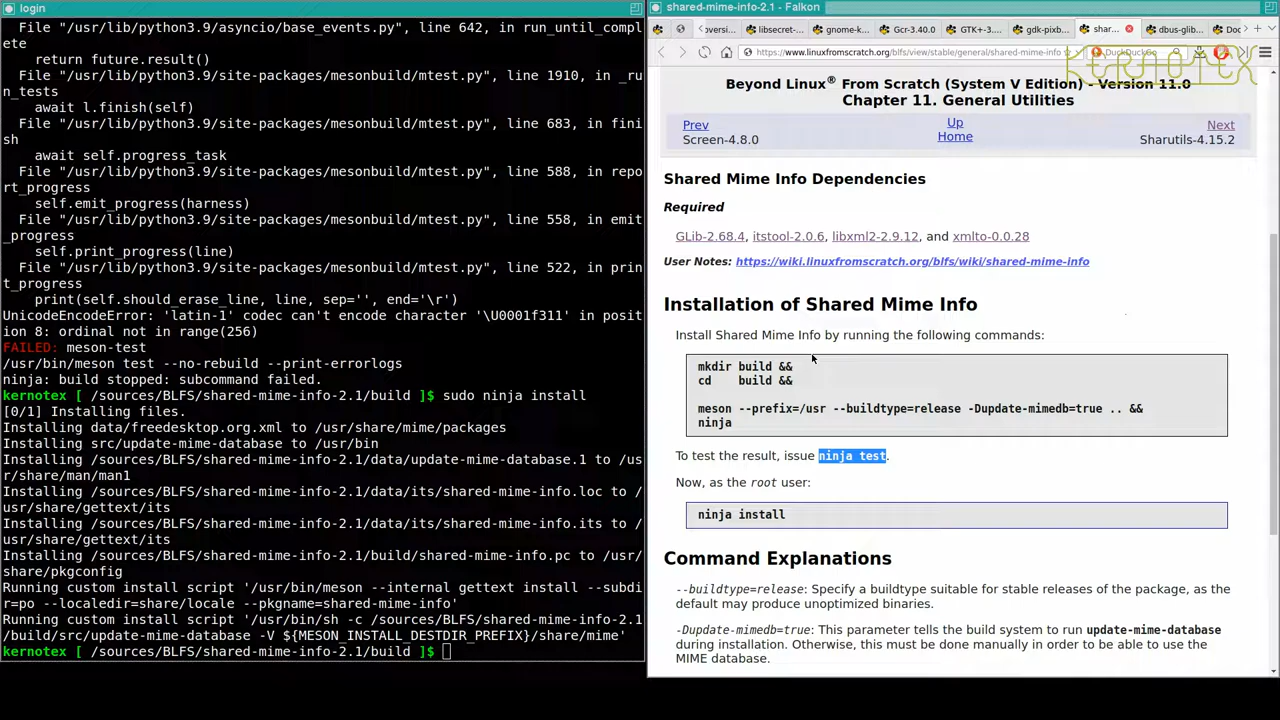 login
File "/usr/lib/python3.9/asyncio/base_events.py", line 642, in run_until_compl
ete
return future.result()
File "/usr/lib/python3.9/site-packages/mesonbuild/mtest.py", line 1910, in _ru
n_tests
await l.finish(self)
File "/usr/lib/python3.9/site-packages/mesonbuild/mtest.py", line 683, in fini
sh
await self.progress_task
File "/usr/lib/python3.9/site-packages/mesonbuild/mtest.py", line 588, in repo
rt_progress
self.emit_progress(harness)
File "/usr/lib/python3.9/site-packages/mesonbuild/mtest.py", line 558, in emit
_progress
self.print_progress(line)
File "/usr/lib/python3.9/site-packages/mesonbuild/mtest.py", line 522, in prin
t_progress
print(self.should_erase_line, line, sep='', end='\r')
UnicodeEncodeError: 'latin-1' codec can't encode character '\U0001f311' in posit
ion 8: ordinal not in range(256)
FAILED: meson-test
/usr/bin/meson test --no-rebuild --print-errorlogs
ninja: build stopped: subcommand failed.
kernotex [ /sources/BLFS/shared-mime-info-2.1/build ]$ sudo ninja install
[0/1] Installing files.
Installing data/freedesktop.org.xml to /usr/share/mime/packages
Installing src/update-mime-database to /usr/bin
Installing /sources/BLFS/shared-mime-info-2.1/data/update-mime-database.1 to /us
r/share/man/man1
Installing /sources/BLFS/shared-mime-info-2.1/data/its/shared-mime-info.loc to /
usr/share/gettext/its
Installing /sources/BLFS/shared-mime-info-2.1/data/its/shared-mime-info.its to /
usr/share/gettext/its
Installing /sources/BLFS/shared-mime-info-2.1/build/shared-mime-info.pc to /usr/
share/pkgconfig
Running custom install script '/usr/bin/meson --internal gettext install --subdi
r=po --localedir=share/locale --pkgname=shared-mime-info'
Running custom install script '/usr/bin/sh -c /sources/BLFS/shared-mime-info-2.1
/build/src/update-mime-database -V ${MESON_INSTALL_DESTDIR_PREFIX}/share/mime'
kernotex [ /sources/BLFS/shared-mime-info-2.1/build ]$
shared-mime-info-2.1 - Falkon
oversi... libsecret-... gnome-k... Gcr-3.40.0 GTK+-3.... gdk-pixb... shar... dbus-glib... Doc
https://www.linuxfromscratch.org/blfs/view/stable/general/shared-mime-info DuckDuckGo
KERNOTEX
Beyond Linux® From Scratch (System V Edition) - Version 11.0
Chapter 11. General Utilities
Prev Up Next
Screen-4.8.0 Home Sharutils-4.15.2
Shared Mime Info Dependencies
Required
GLib-2.68.4, itstool-2.0.6, libxml2-2.9.12, and xmlto-0.0.28
User Notes: https://wiki.linuxfromscratch.org/blfs/wiki/shared-mime-info
Installation of Shared Mime Info
Install Shared Mime Info by running the following commands:
mkdir build &&
cd build &&
meson --prefix=/usr --buildtype=release -Dupdate-mimedb=true .. &&
ninja
To test the result, issue ninja test.
Now, as the root user:
ninja install
Command Explanations
--buildtype=release: Specify a buildtype suitable for stable releases of the package, as the
default may produce unoptimized binaries.
-Dupdate-mimedb=true: This parameter tells the build system to run update-mime-database
during installation. Otherwise, this must be done manually in order to be able to use the
MIME database.